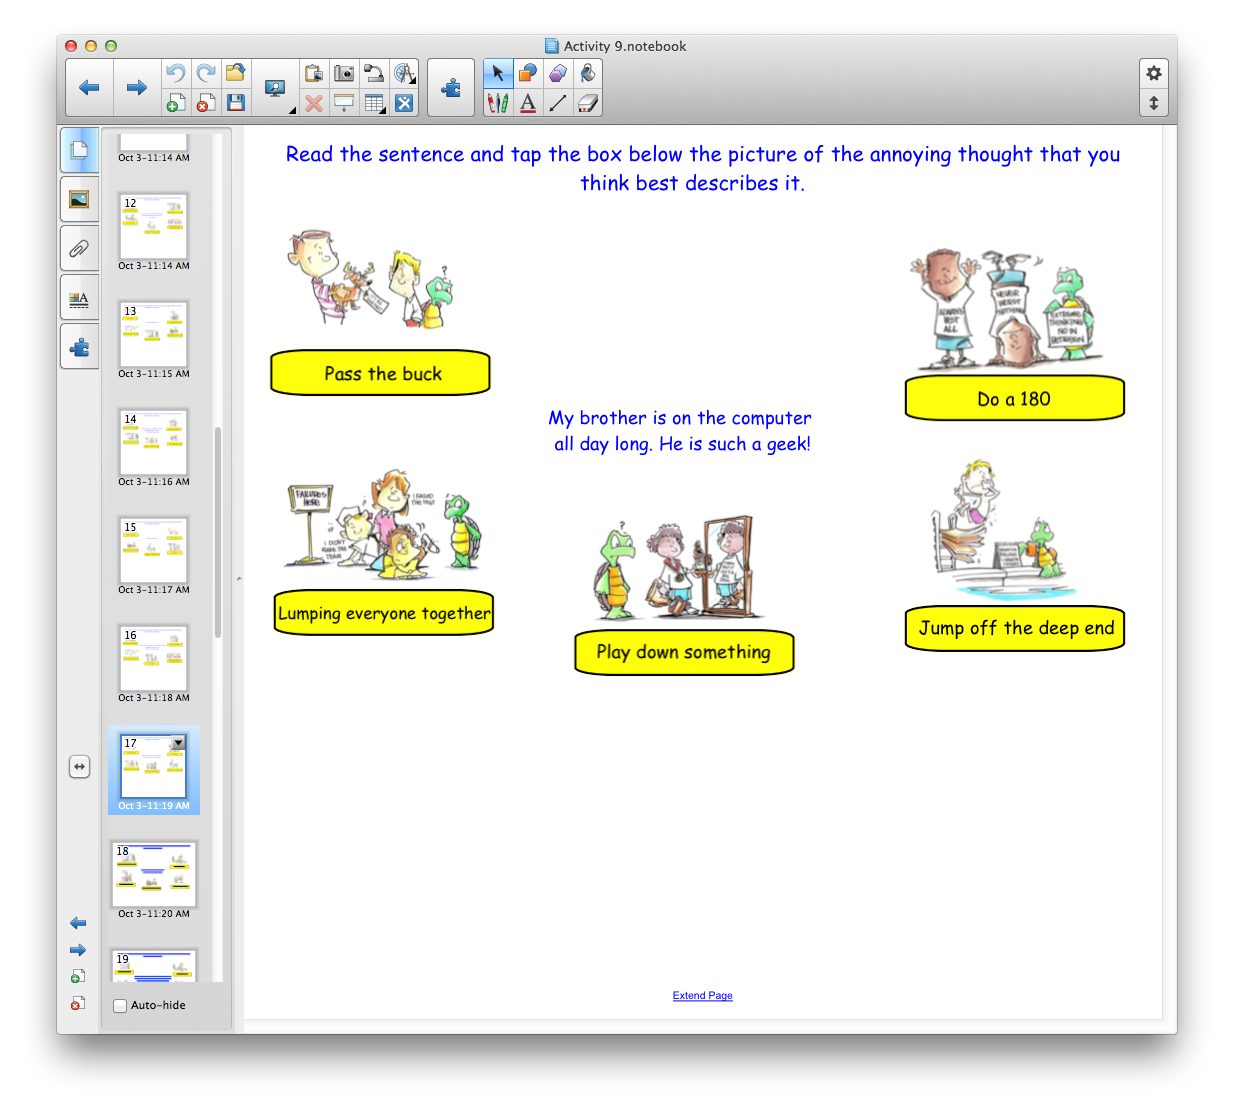 Activity 9.notebook
Oct 3-11:14 AM
12
Oct 3-11:14 AM
13
Oct 3-11:15 AM
14
Oct 3-11:16 AM
15
Oct 3-11:17 AM
16
Oct 3-11:18 AM
17
Oct 3-11:19 AM
18
Oct 3-11:20 AM
19
Auto-hide
Read the sentence and tap the box below the picture of the annoying thought that you
think best describes it.
?
Pass the buck
ALWAYS
BEST
ALL
NEVER
WORST
NOTHING
EXTREME
THINKING
NO IN
BETWEEN
Do a 180
My brother is on the computer
all day long. He is such a geek!
FAILURES
HERE
I FAILED
THE TEST
I DIDN'T
MAKE THE
TEAM
Lumping everyone together
?
Play down something
Jump off the deep end
Extend Page